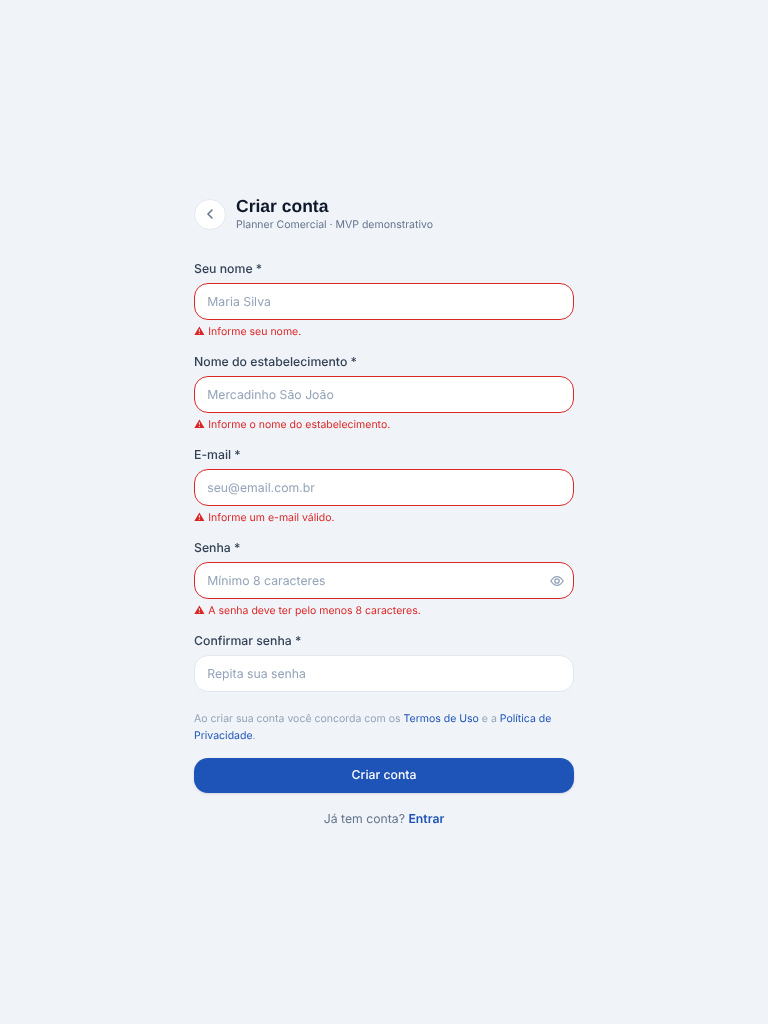 Criar conta
Planner Comercial · MVP demonstrativo
Seu nome *
Maria Silva
⚠ Informe seu nome.
Nome do estabelecimento *
Mercadinho São João
⚠ Informe o nome do estabelecimento.
E-mail *
seu@email.com.br
⚠ Informe um e-mail válido.
Senha *
Mínimo 8 caracteres
⚠ A senha deve ter pelo menos 8 caracteres.
Confirmar senha *
Repita sua senha
Ao criar sua conta você concorda com os Termos de Uso e a Política de
Privacidade.
Criar conta
Já tem conta? Entrar